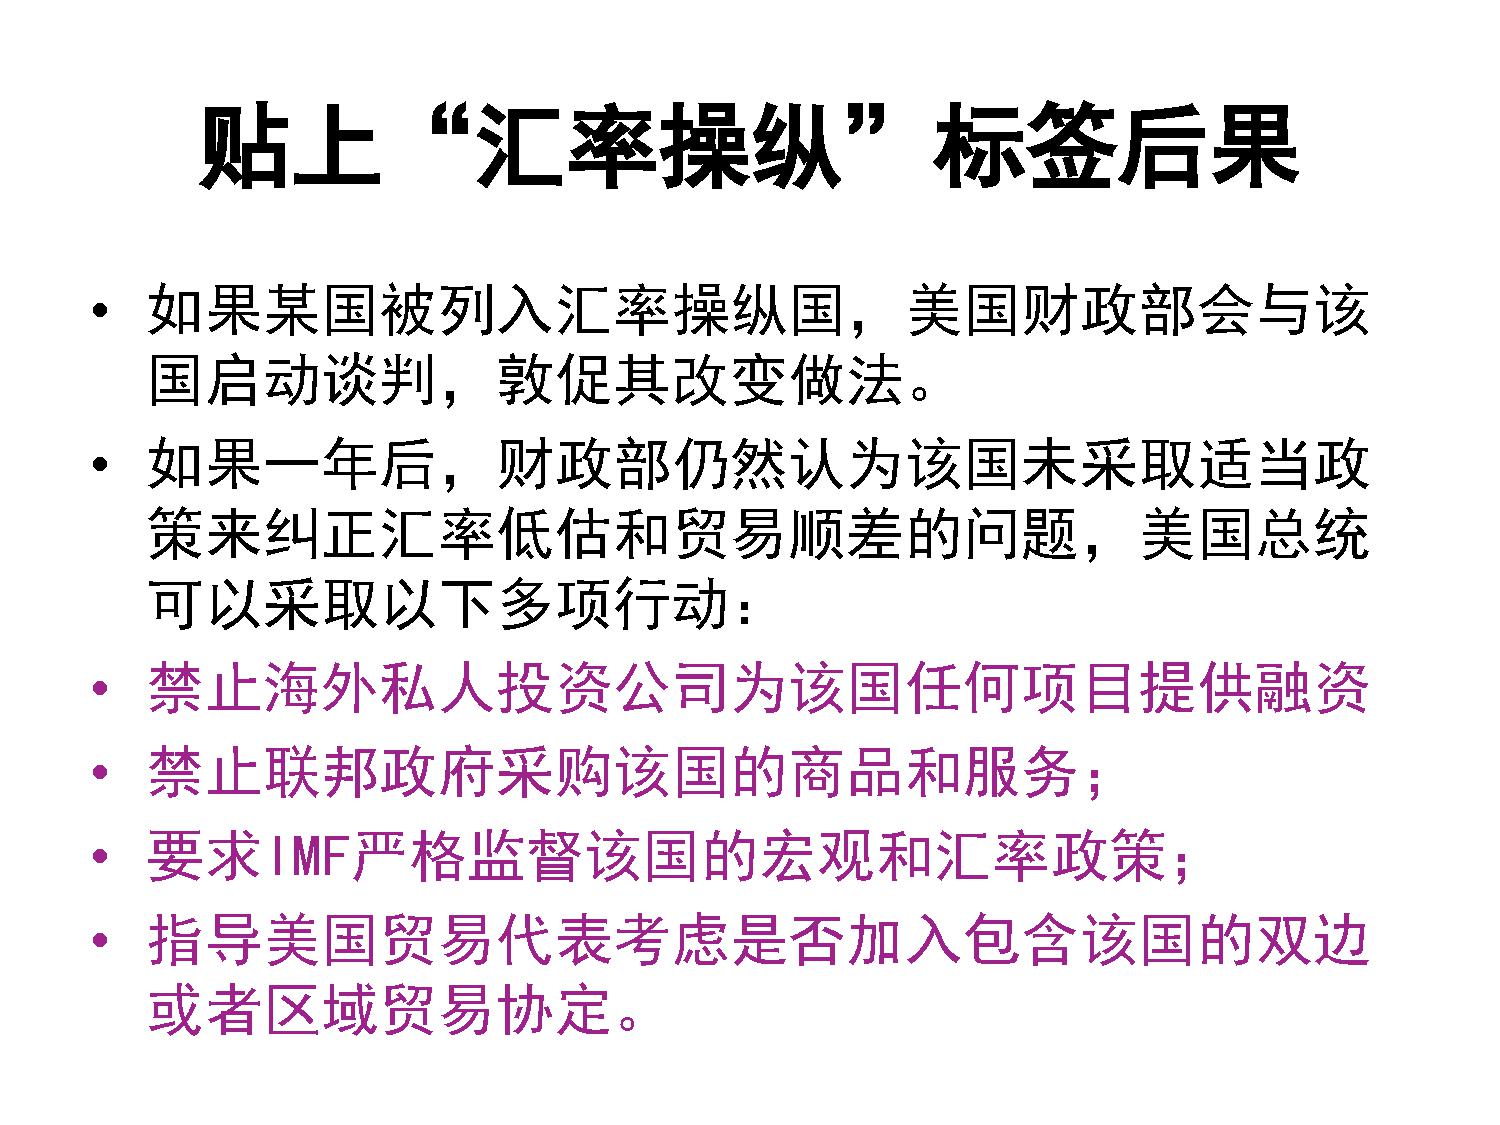 贴上“汇率操纵”标签后果
• 如果某国被列入汇率操纵国，美国财政部会与该
国启动谈判，敦促其改变做法。
• 如果一年后，财政部仍然认为该国未采取适当政
策来纠正汇率低估和贸易顺差的问题，美国总统
可以采取以下多项行动：
• 禁止海外私人投资公司为该国任何项目提供融资
• 禁止联邦政府采购该国的商品和服务；
• 要求IMF严格监督该国的宏观和汇率政策；
• 指导美国贸易代表考虑是否加入包含该国的双边
或者区域贸易协定。